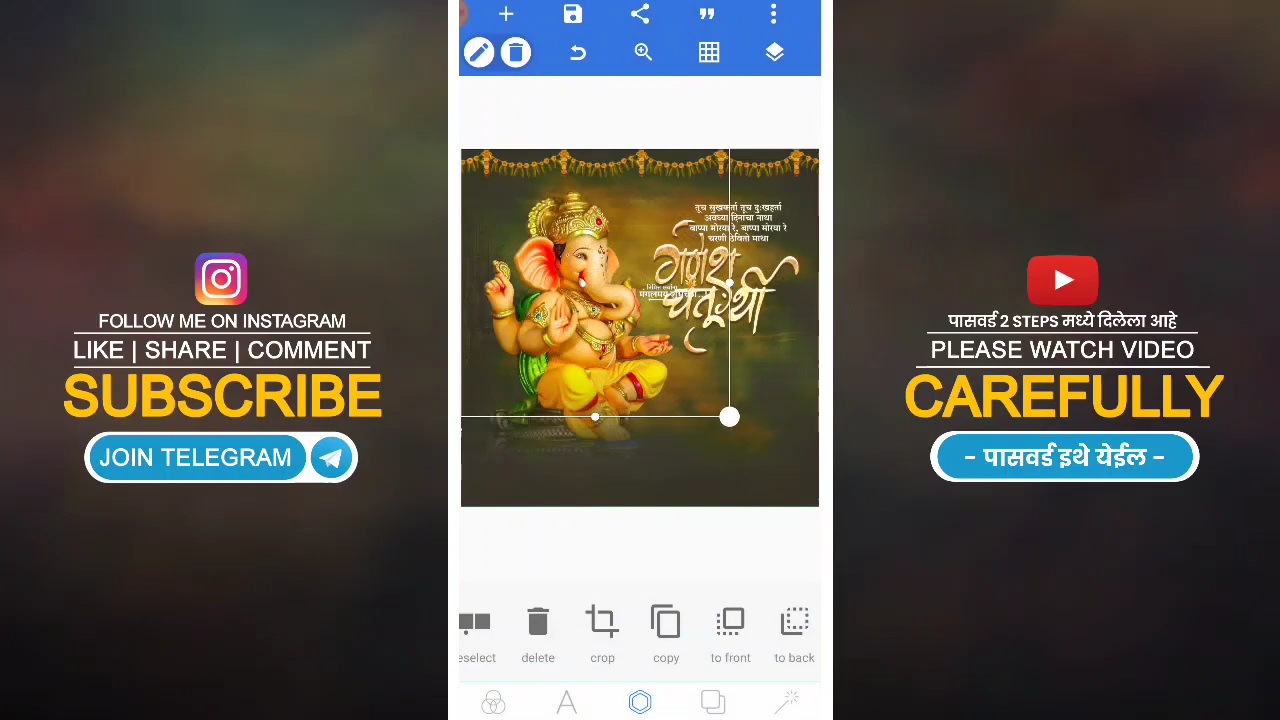 FOLLOW ME ON INSTAGRAM
LIKE | SHARE | COMMENT
SUBSCRIBE
JOIN TELEGRAM
तूच सुखकर्ता तूच दुःखहर्ता
अवघ्या दिनांचा नाथा
बाप्पा मोरया रे, बाप्पा मोरया रे
चरणी ठेवितो माथा
गणेश
चतुर्थी
eselect
delete
crop
copy
to front
to back
पासवर्ड 2 STEPS मध्ये दिलेला आहे
PLEASE WATCH VIDEO
CAREFULLY
- पासवर्ड इथे येईल -